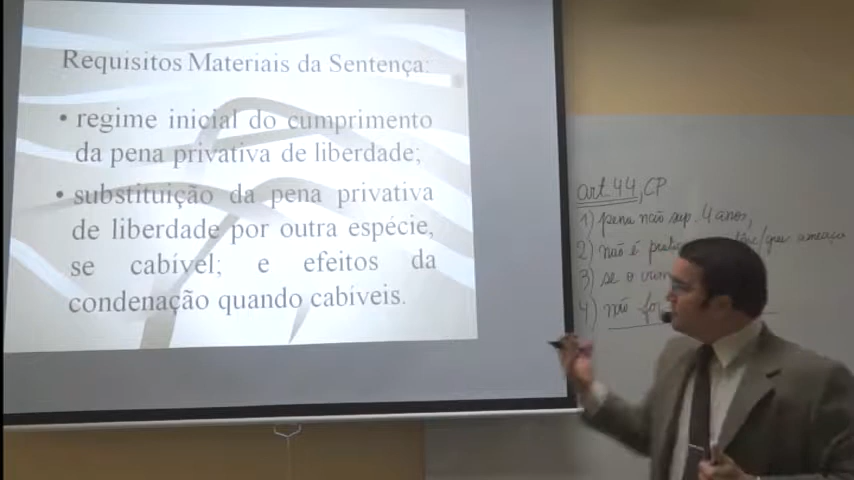 Requisitos Materiais da Sentença:
• regime inicial do cumprimento
da pena privativa de liberdade;
• substituição da pena privativa
de liberdade por outra espécie,
se cabível; e efeitos da
condenação quando cabíveis.
art. 44, CP
1) pena não sup. 4 anos,
2) não é ameaça
3) se o
4) não